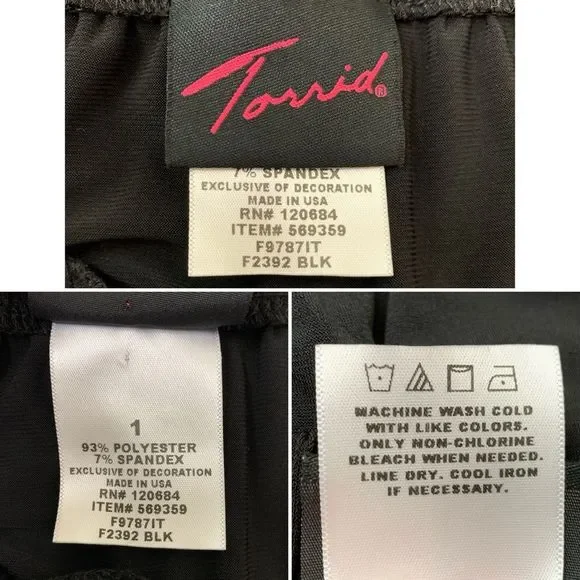 Torrid®
7% SPANDEX
EXCLUSIVE OF DECORATION
MADE IN USA
RN# 120684
ITEM# 569359
F9787IT
F2392 BLK
1
93% POLYESTER
7% SPANDEX
EXCLUSIVE OF DECORATION
MADE IN USA
RN# 120684
ITEM# 569359
F9787IT
F2392 BLK
MACHINE WASH COLD
WITH LIKE COLORS.
ONLY NON-CHLORINE
BLEACH WHEN NEEDED.
LINE DRY. COOL IRON
IF NECESSARY.